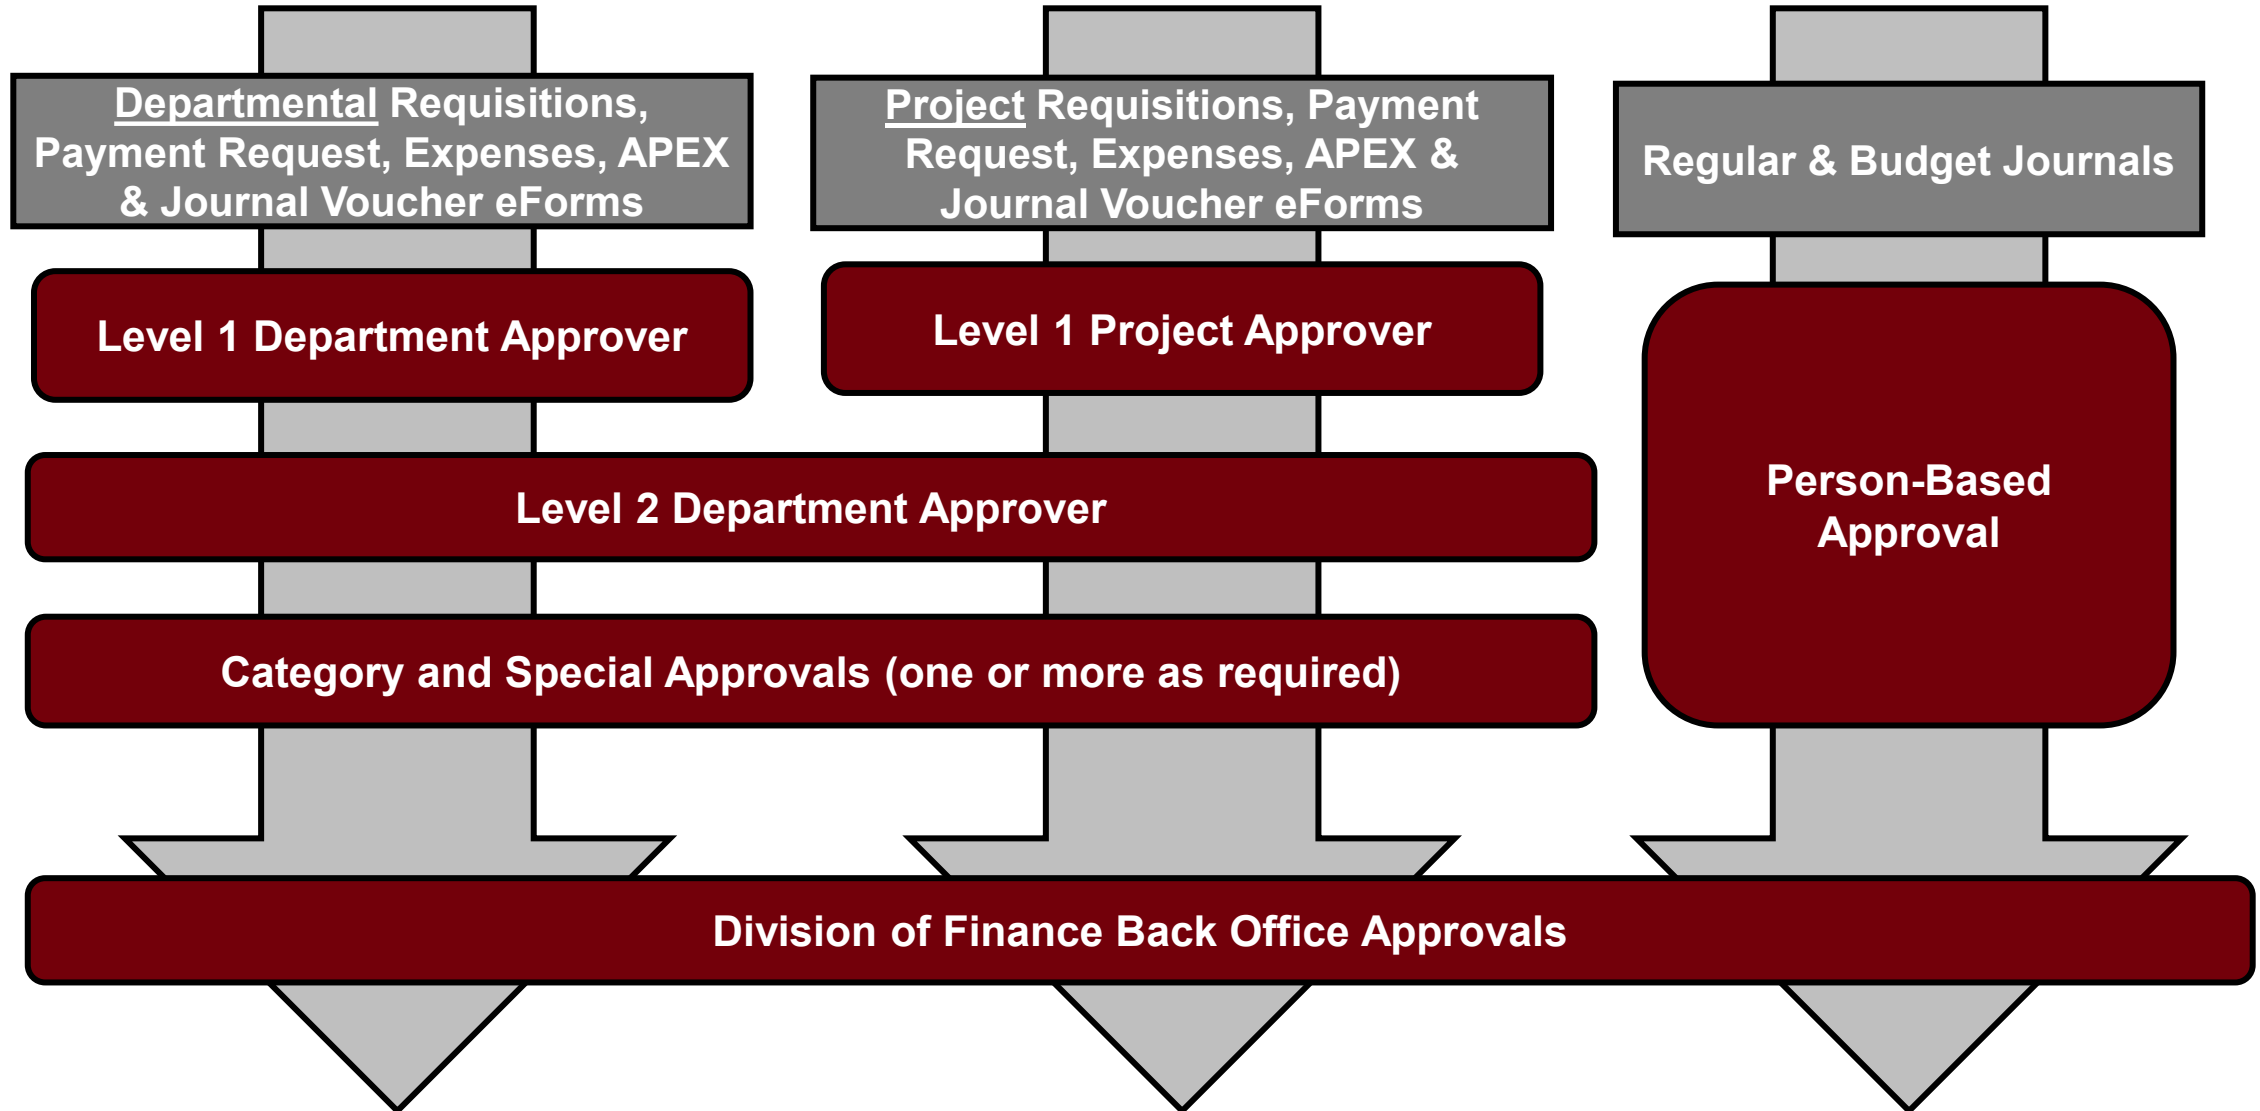 Departmental Requisitions,
Payment Request, Expenses, APEX
& Journal Voucher eForms
Project Requisitions, Payment
Request, Expenses, APEX &
Journal Voucher eForms
Regular & Budget Journals
Level 1 Department Approver
Level 1 Project Approver
Person-Based
Approval
Level 2 Department Approver
Category and Special Approvals (one or more as required)
Division of Finance Back Office Approvals